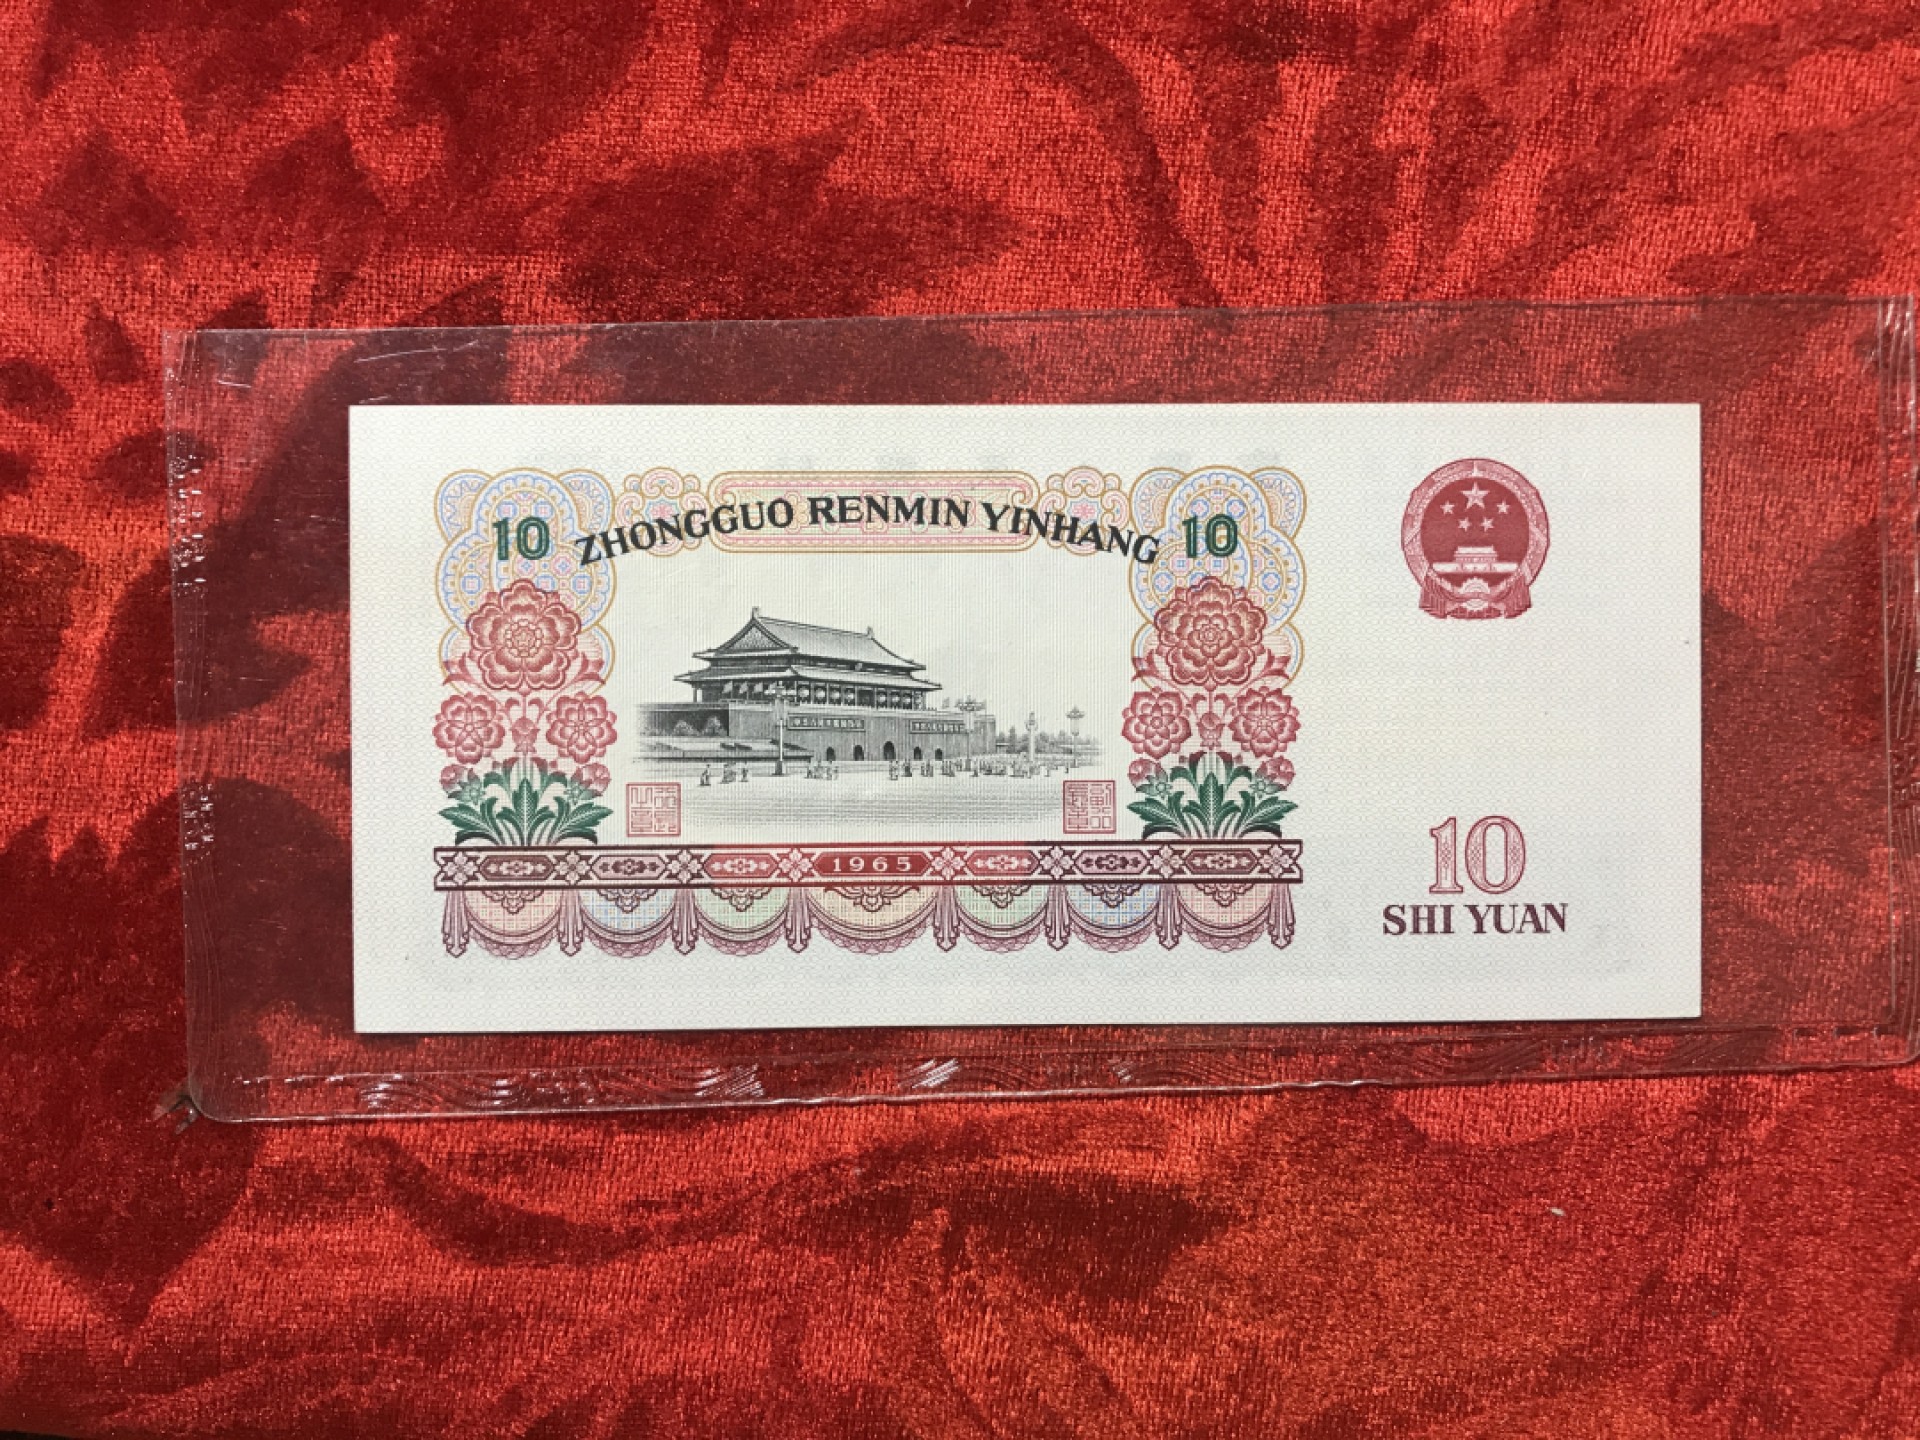 10 ZHONGGUO RENMIN YINHANG 10
1965
10
SHI YUAN